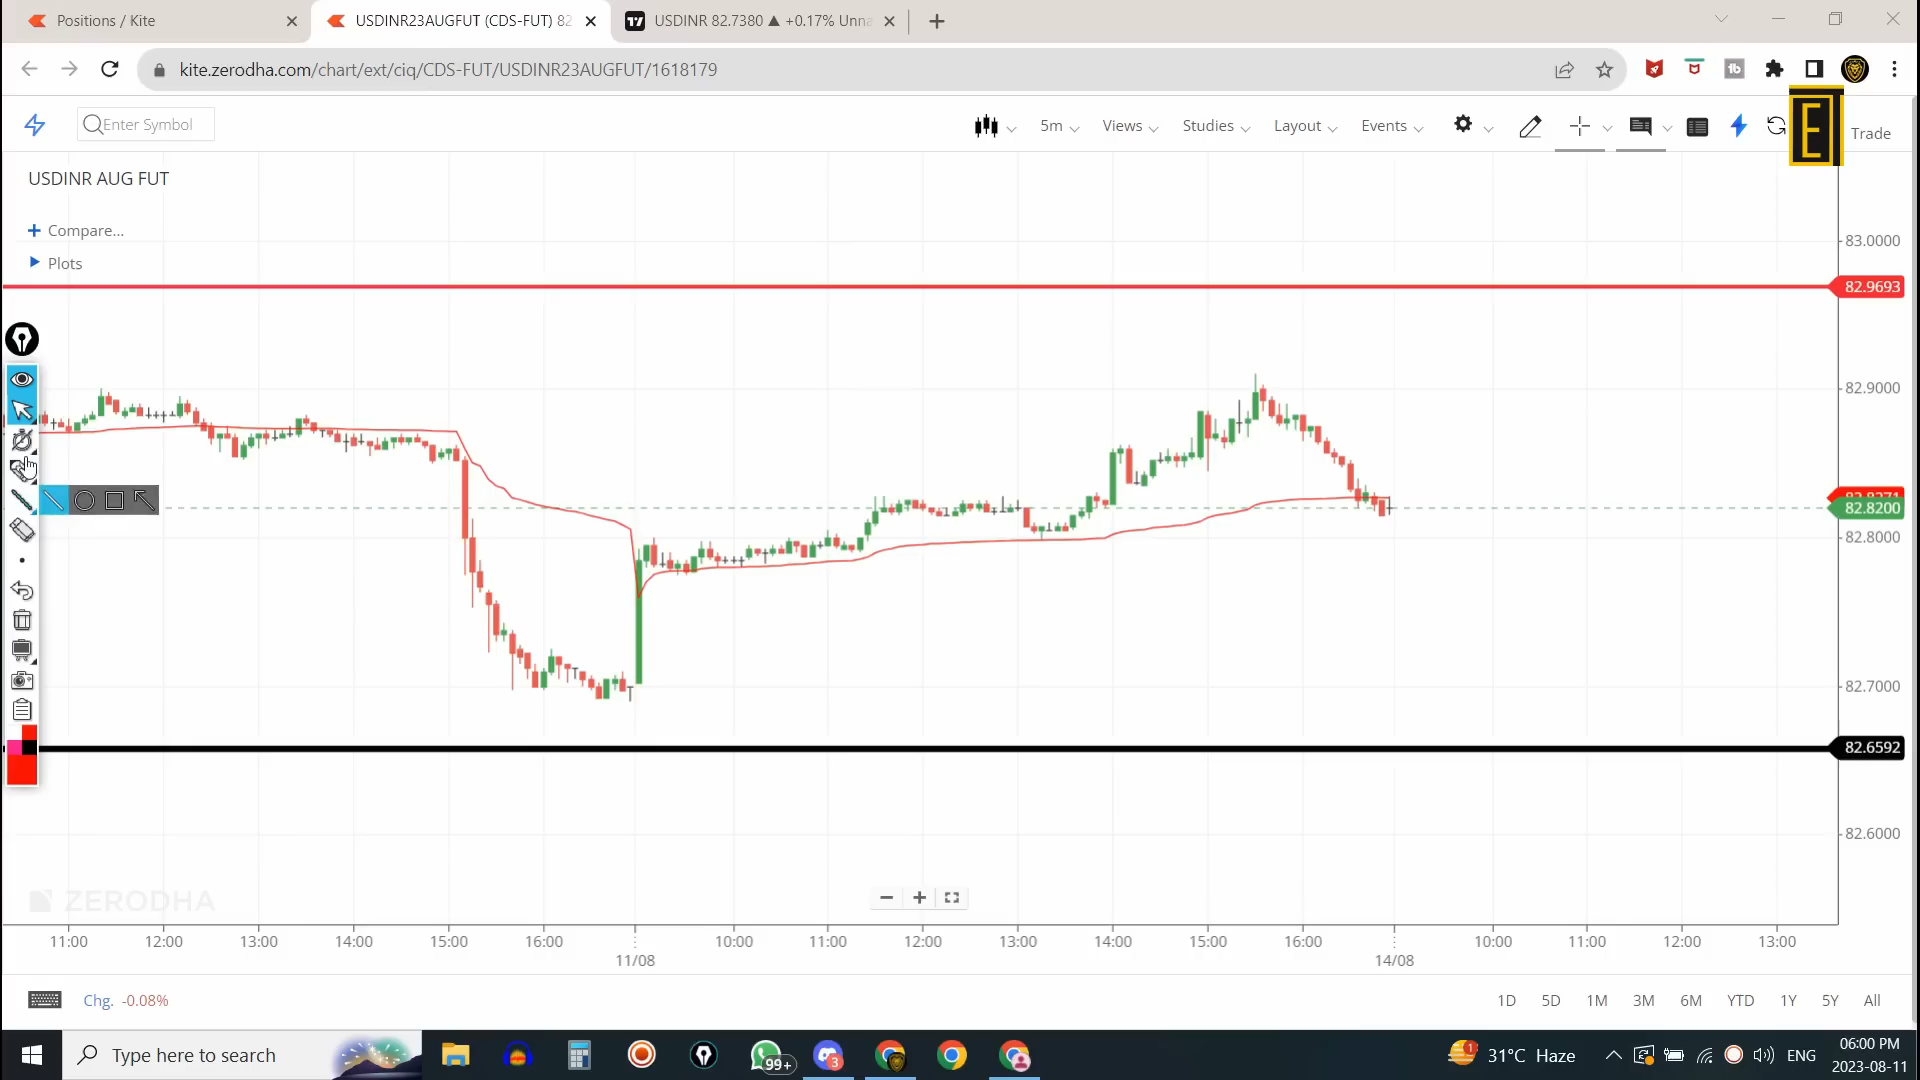 Positions / Kite
USDINR23AUGFUT (CDS-FUT) 82
USDINR 82.7380 ▲ +0.17% Unna
kite.zerodha.com/chart/ext/ciq/CDS-FUT/USDINR23AUGFUT/1618179
Enter Symbol
5m
Views
Studies
Layout
Events
E
Trade
USDINR AUG FUT
Compare...
Plots
83.0000
82.9693
82.9000
82.8200
82.8000
82.7000
82.6592
82.6000
ZERODHA
11:00 12:00 13:00 14:00 15:00 16:00 10:00 11:00 12:00 13:00 14:00 15:00 16:00 10:00 11:00 12:00 13:00
11/08 14/08
Chg. -0.08%
1D 5D 1M 3M 6M YTD 1Y 5Y All
Type here to search
99+
3
1
31°C Haze
ENG
06:00 PM
2023-08-11